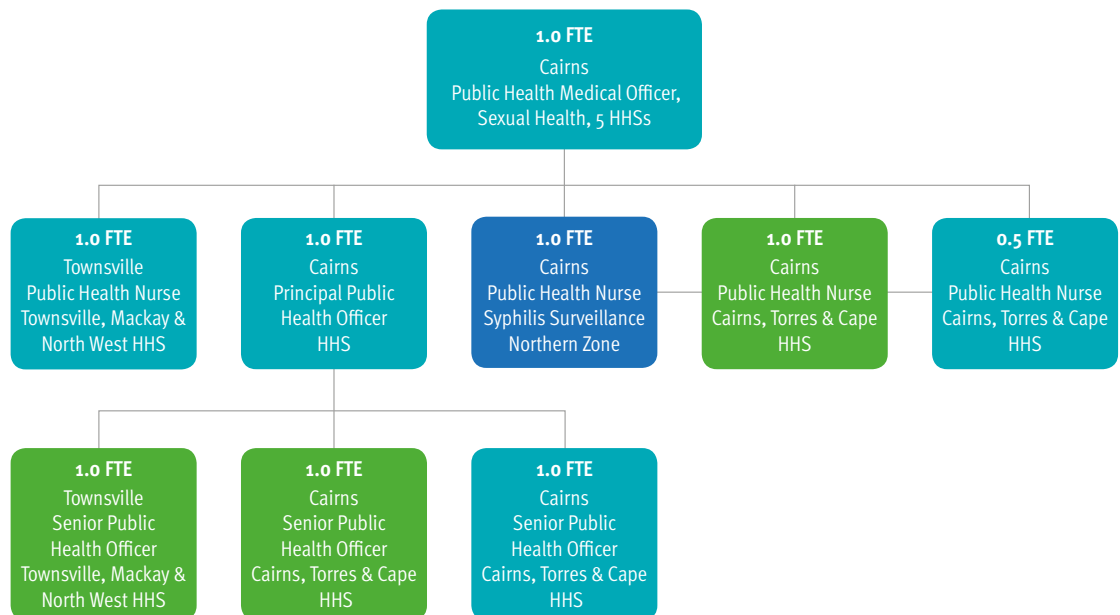 1.0 FTE
Cairns
Public Health Medical Officer,
Sexual Health, 5 HHSs
1.0 FTE
Townsville
Public Health Nurse
Townsville, Mackay &
North West HHS
1.0 FTE
Cairns
Principal Public
Health Officer
HHS
1.0 FTE
Cairns
Public Health Nurse
Syphilis Surveillance
Northern Zone
1.0 FTE
Cairns
Public Health Nurse
Cairns, Torres & Cape
HHS
0.5 FTE
Cairns
Public Health Nurse
Cairns, Torres & Cape
HHS
1.0 FTE
Townsville
Senior Public
Health Officer
Townsville, Mackay &
North West HHS
1.0 FTE
Cairns
Senior Public
Health Officer
Cairns, Torres & Cape
HHS
1.0 FTE
Cairns
Senior Public
Health Officer
Cairns, Torres & Cape
HHS